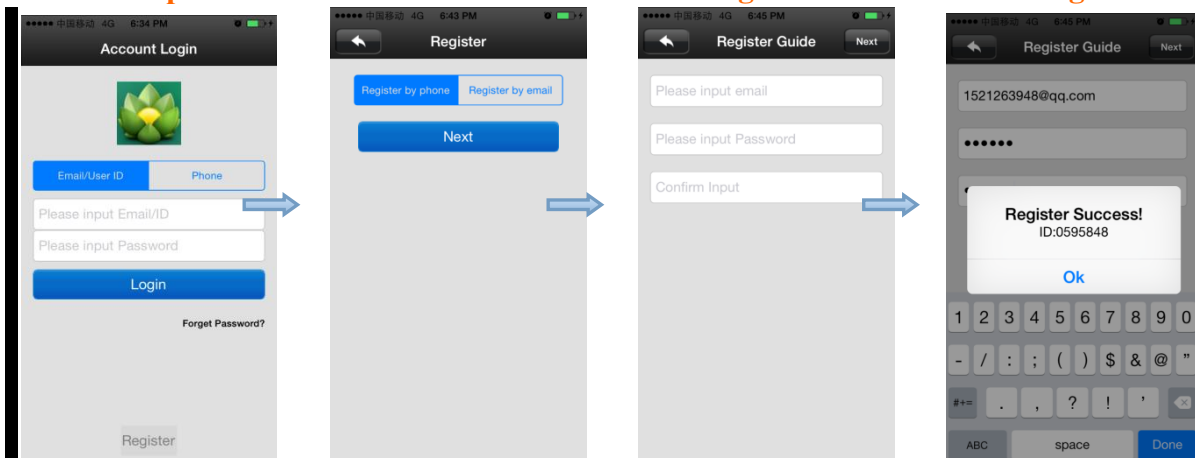 中国移动 4G 6:34 PM
Account Login
Email/User ID Phone
Please input Email/ID
Please input Password
Login
Forget Password?
Register
中国移动 4G 6:43 PM
Register
Register by phone Register by email
Next
中国移动 4G 6:45 PM
Register Guide Next
Please input email
Please input Password
Confirm Input
中国移动 4G 6:45 PM
Register Guide Next
1521263948@qq.com
••••••
Register Success!
ID:0595848
Ok
1 2 3 4 5 6 7 8 9 0
- / : ; ( ) $ & @ "
#+= . , ? ! '
ABC space Done